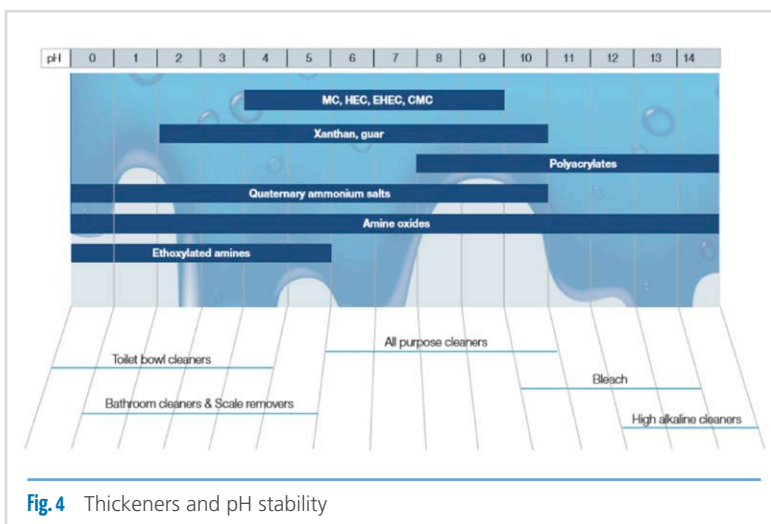 pH 0 1 2 3 4 5 6 7 8 9 10 11 12 13 14
MC, HEC, EHEC, CMC
Xanthan, guar
Polyacrylates
Quaternary ammonium salts
Amine oxides
Ethoxylated amines
All purpose cleaners
Toilet bowl cleaners
Bleach
Bathroom cleaners & Scale removers
High alkaline cleaners
Fig. 4 Thickeners and pH stability